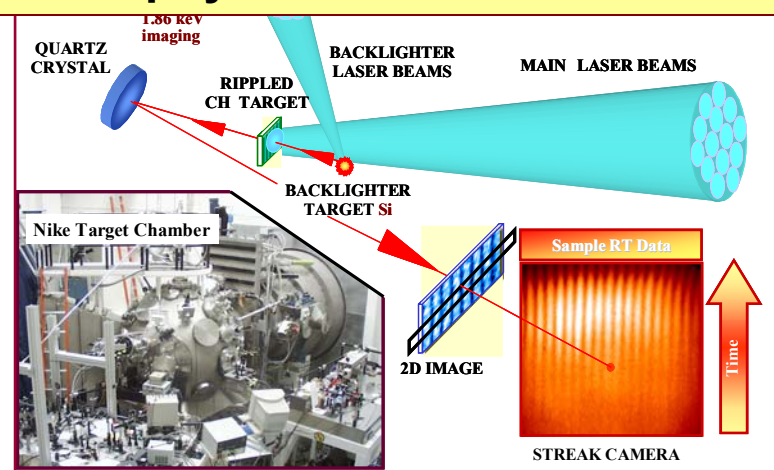 1.86 keV
imaging
QUARTZ
CRYSTAL
RIPPLED
CH TARGET
BACKLIGHTER
LASER BEAMS
MAIN LASER BEAMS
BACKLIGHTER
TARGET Si
Nike Target Chamber
Sample RT Data
2D IMAGE
Time
STREAK CAMERA